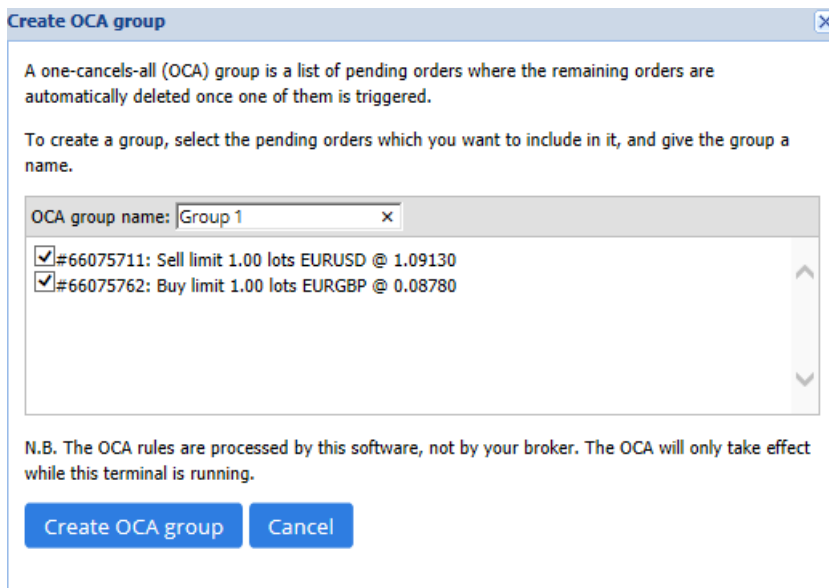 Create OCA group
A one-cancels-all (OCA) group is a list of pending orders where the remaining orders are
automatically deleted once one of them is triggered.
To create a group, select the pending orders which you want to include in it, and give the group a
name.
OCA group name: Group 1
#66075711: Sell limit 1.00 lots EURUSD @ 1.09130
#66075762: Buy limit 1.00 lots EURGBP @ 0.08780
N.B. The OCA rules are processed by this software, not by your broker. The OCA will only take effect
while this terminal is running.
Create OCA group Cancel